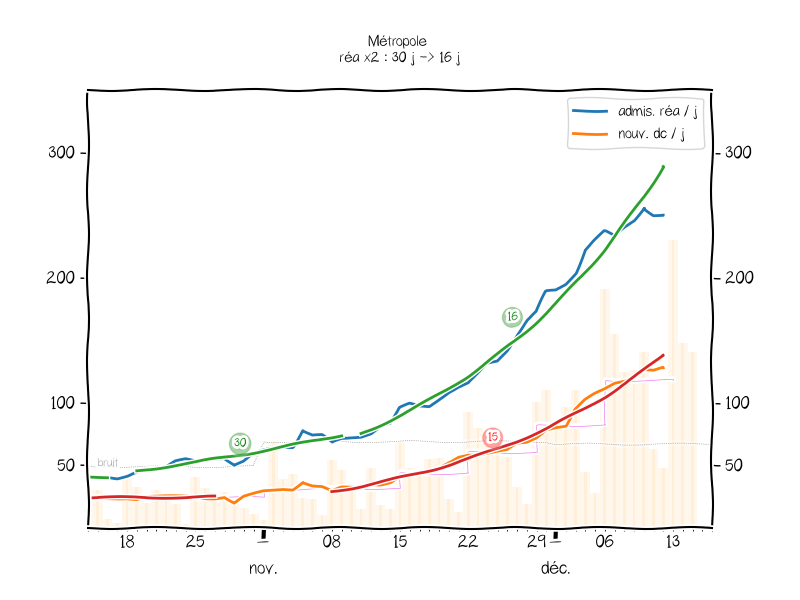 Métropole
réa x2 : 30 j -> 16 j
admis. réa / j
nouv. dc / j
300
300
200
200
16
100
100
30
15
bruit
50
50
18
25
08
15
22
29
06
13
nov.
déc.